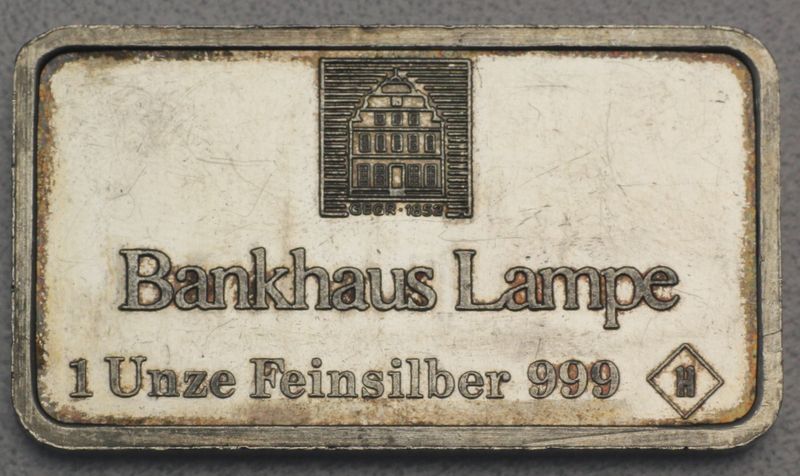 GEGR·1852
Bankhaus Lampe
1 Unze Feinsilber 999 H